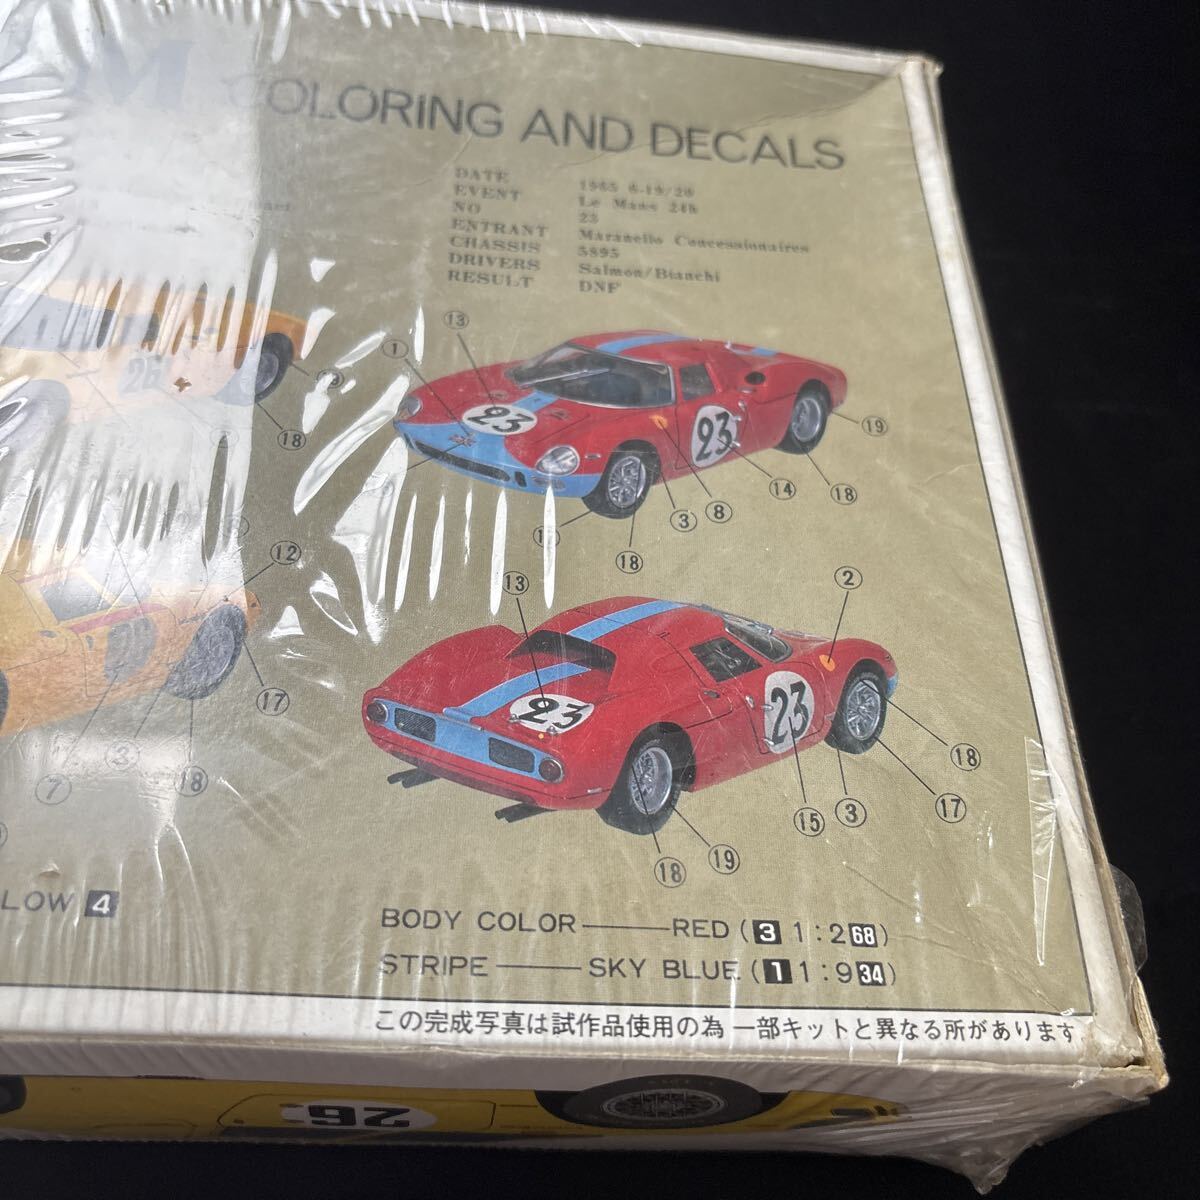 M COLORING AND DECALS
DATE 1965 6-19/20
EVENT Le Mans 24h
NO 23
ENTRANT Maranello Concessionaires
CHASSIS 5895
DRIVERS Salmon/Bianchi
RESULT DNF
13
1
26
23
23
19
18
18
14
8
3
18
12
13
2
23
23
17
18
7
3
18
17
15
3
19
18
LOW 4
BODY COLOR RED (3 1:2 68)
STRIPE SKY BLUE (1 1:9 34)
この完成写真は試作品使用の為 一部キットと異なる所があります。
26